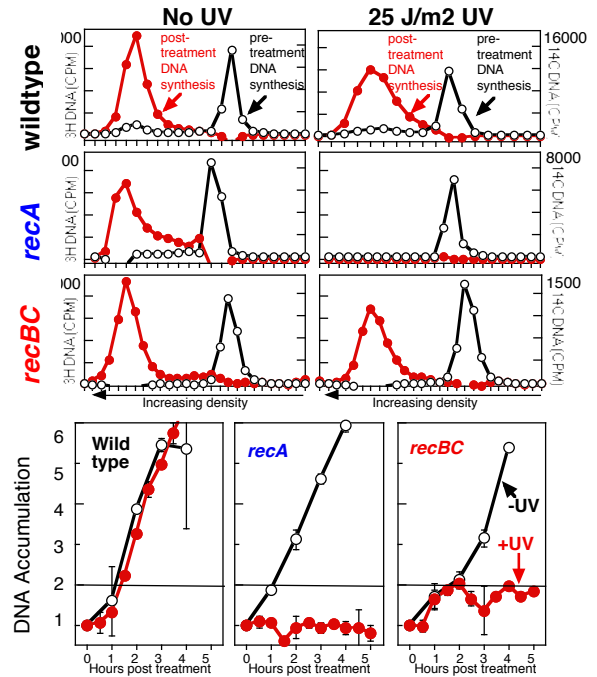 No UV
25 J/m2 UV
wildtype
000
3H DNA (CPM)
post-
treatment
DNA
synthesis
pre-
treatment
DNA
synthesis
post-
treatment
DNA
synthesis
pre-
treatment
DNA
synthesis
16000
14C DNA (CPM
recA
00
3H DNA (CPM)
8000
14C DNA (CPM
recBC
000
3H DNA (CPM)
1500
14C DNA (CPM)
Increasing density
Increasing density
DNA Accumulation
6
5
4
3
2
1
Wild
type
recA
recBC
-UV
+UV
0 1 2 3 4 5
Hours post treatment
0 1 2 3 4 5
Hours post treatment
0 1 2 3 4 5
Hours post treatment